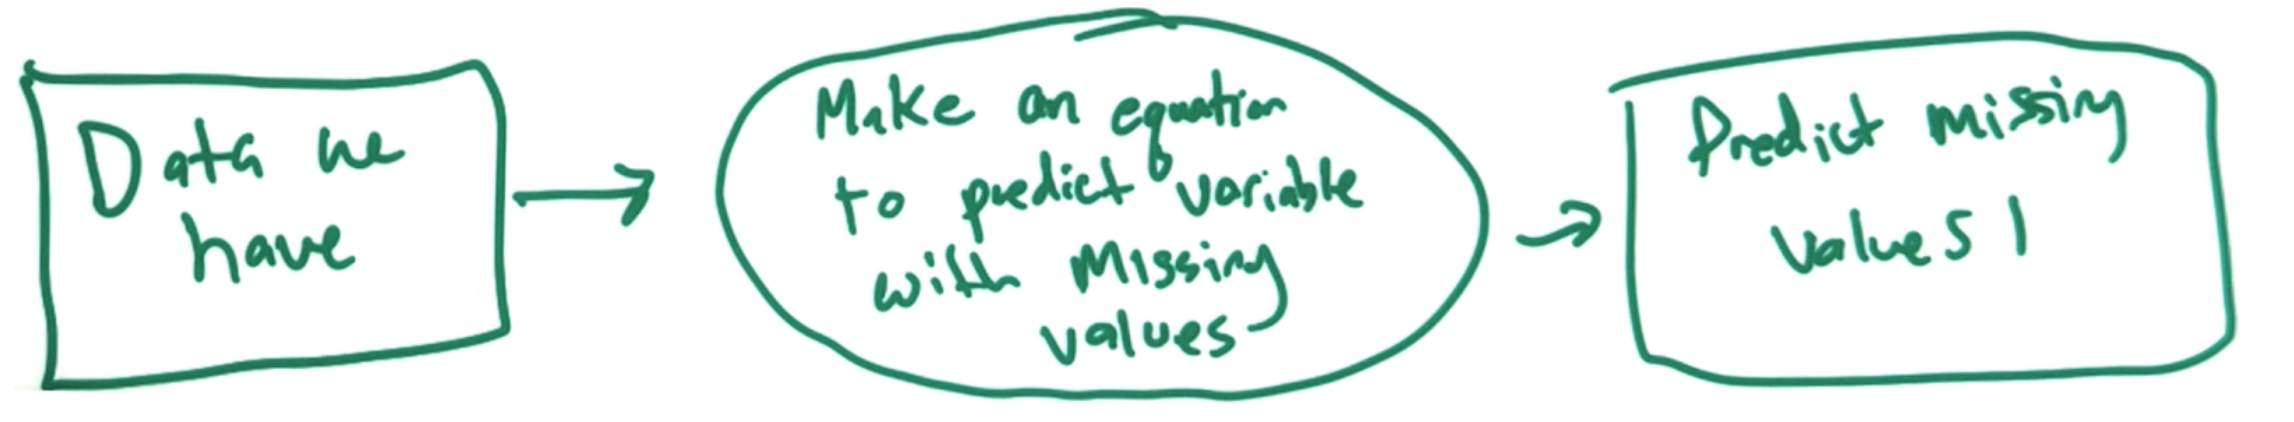 Data we
have
Make an equation
to predict variable
with Missing
values
Predict missing
values!